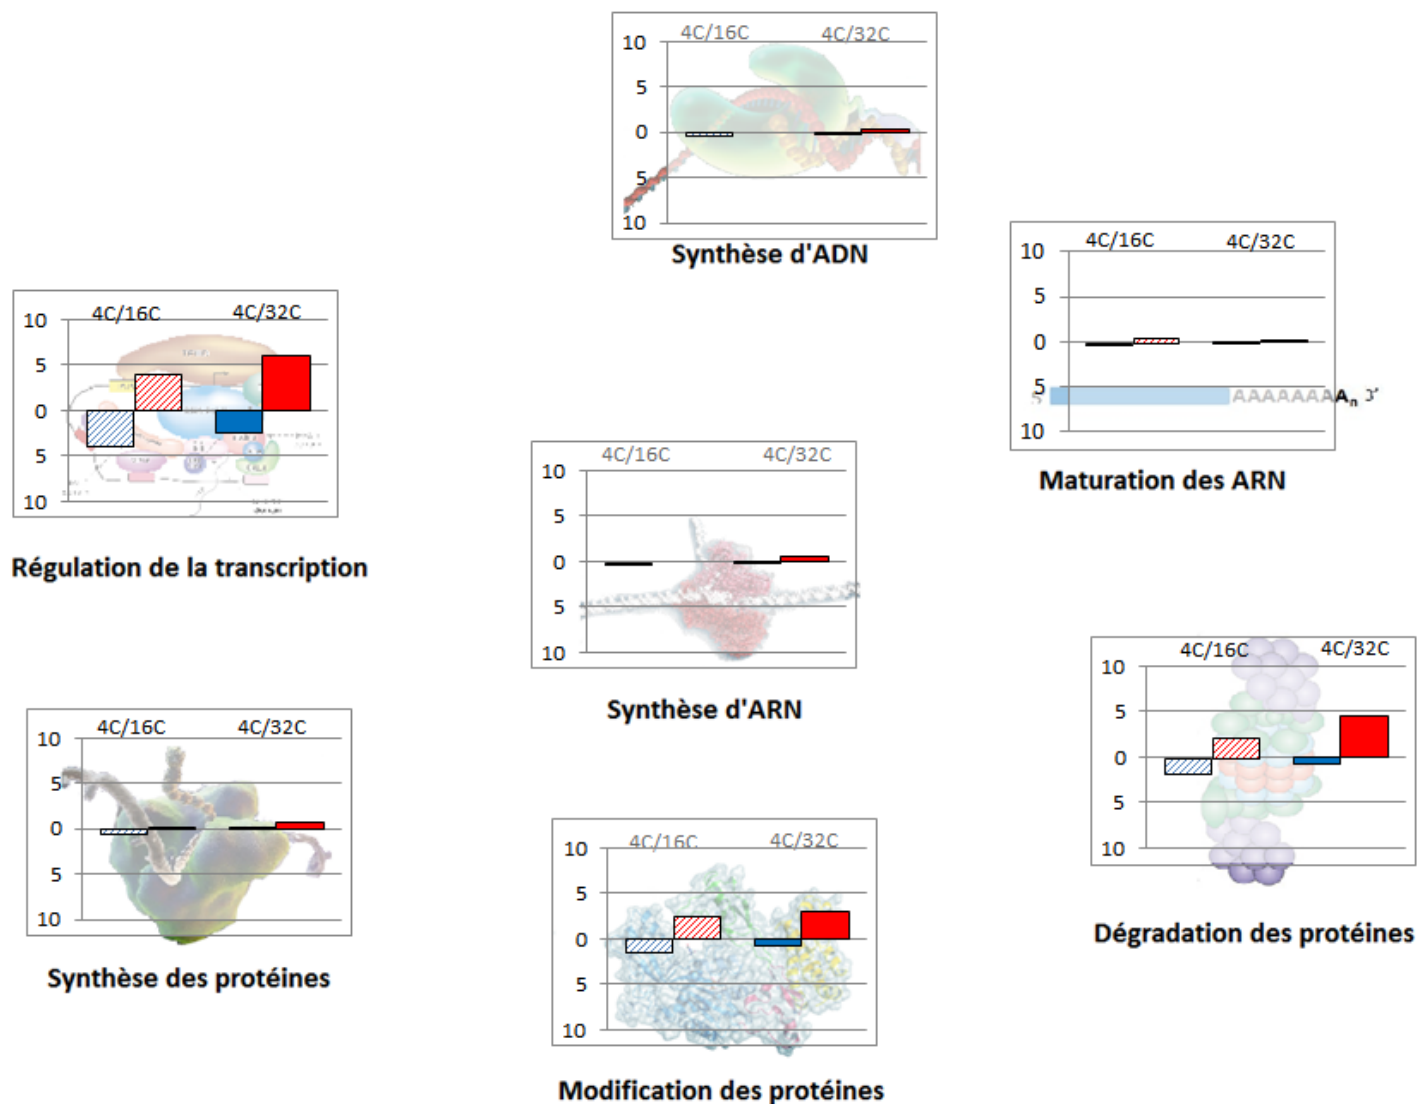 4C/16C 4C/32C
10
5
0
5
10
Synthèse d'ADN
4C/16C 4C/32C
10
5
0
5
10
AAAAAAAAn 3'
Maturation des ARN
4C/16C 4C/32C
10
5
0
5
10
domain
Régulation de la transcription
4C/16C 4C/32C
10
5
0
5
10
Synthèse d'ARN
4C/16C 4C/32C
10
5
0
5
10
Dégradation des protéines
4C/16C 4C/32C
10
5
0
5
10
Synthèse des protéines
4C/16C 4C/32C
10
5
0
5
10
Modification des protéines